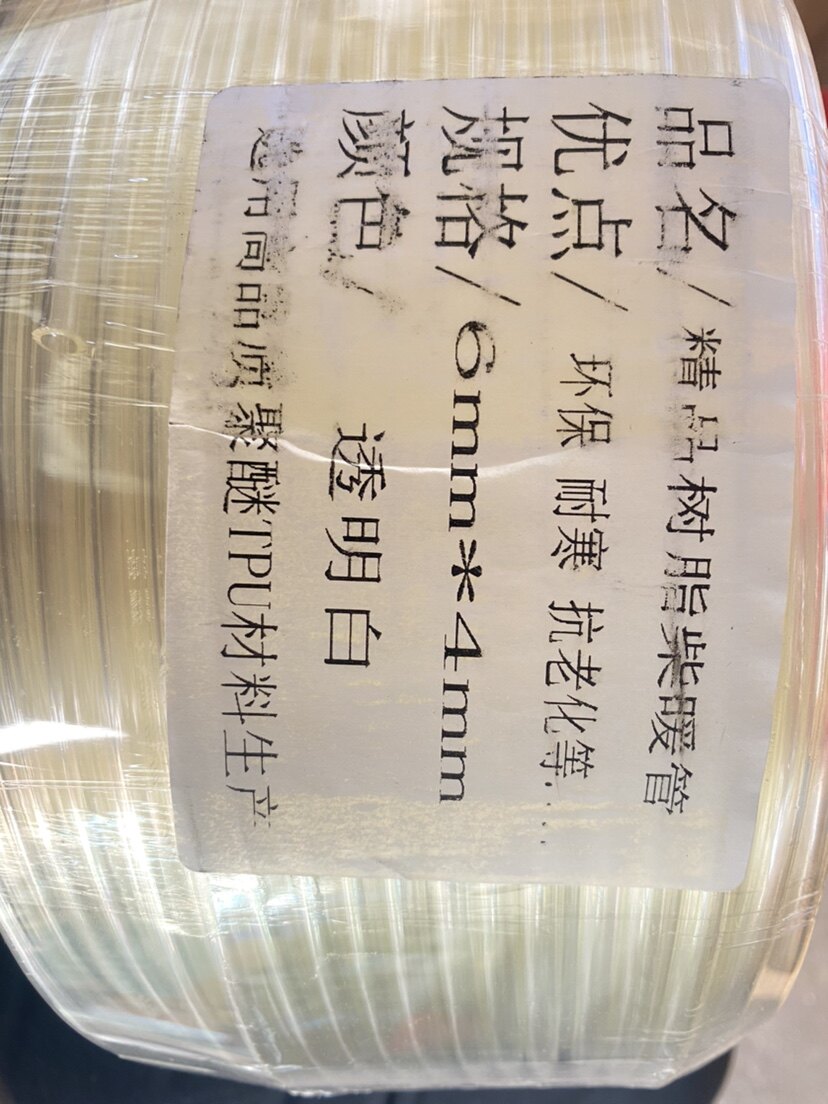 品名/精品树脂柴暖管
优点/ 环保 耐寒 抗老化等...
规格/6mm*4mm
颜色/ 透明白
选用高品质聚醚TPU材料生产